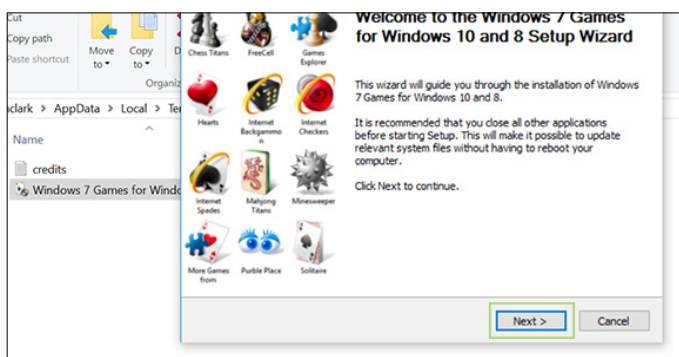 Cut
Copy path
Paste shortcut
Move
to
Copy
to
D
Organiz
clark > AppData > Local > Te
Name
credits
Windows 7 Games for Windo
Chess Titans
FreeCell
Games
Explorer
Hearts
Internet
Backgammo
n
Internet
Checkers
Internet
Spades
Mahjong
Titans
Minesweeper
More Games
from
Purble Place
Solitaire
Welcome to the Windows 7 Games
for Windows 10 and 8 Setup Wizard
This wizard will guide you through the installation of Windows
7 Games for Windows 10 and 8.
It is recommended that you close all other applications
before starting Setup. This will make it possible to update
relevant system files without having to reboot your
computer.
Click Next to continue.
Next >
Cancel